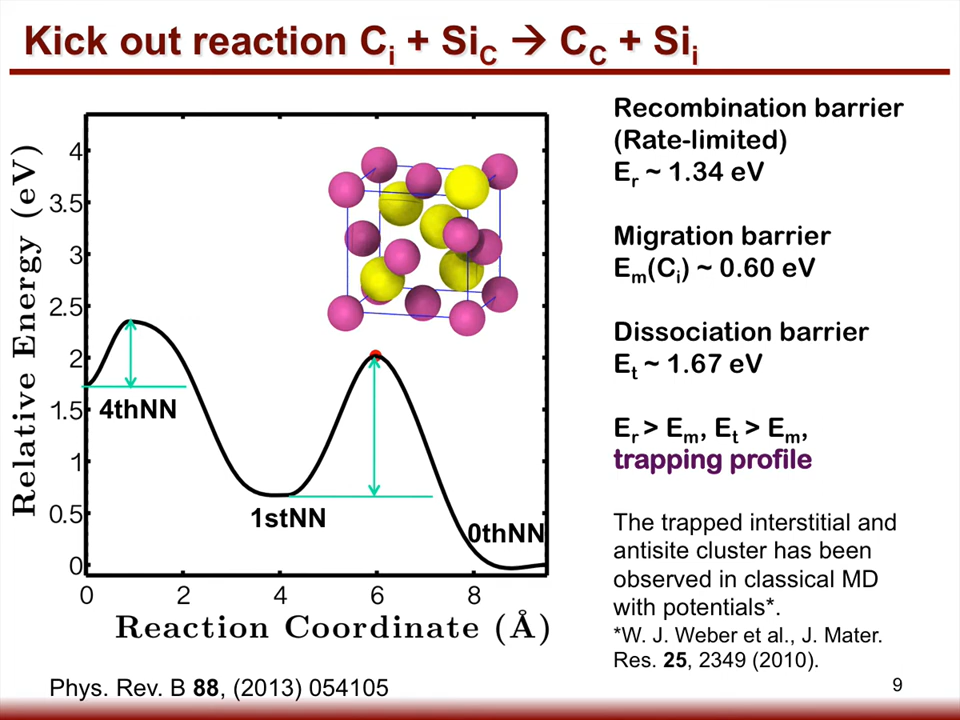 Kick out reaction Cᵢ + Si_C → C_C + Siᵢ
Relative Energy (eV)
4
3.5
3
2.5
2
1.5
1
0.5
0
4thNN
1stNN
0thNN
0 2 4 6 8
Reaction Coordinate (Å)
Recombination barrier
(Rate-limited)
E_r ~ 1.34 eV
Migration barrier
E_m(C_i) ~ 0.60 eV
Dissociation barrier
E_t ~ 1.67 eV
E_r > E_m, E_t > E_m,
trapping profile
The trapped interstitial and
antisite cluster has been
observed in classical MD
with potentials*.
*W. J. Weber et al., J. Mater.
Res. 25, 2349 (2010).
Phys. Rev. B 88, (2013) 054105
9